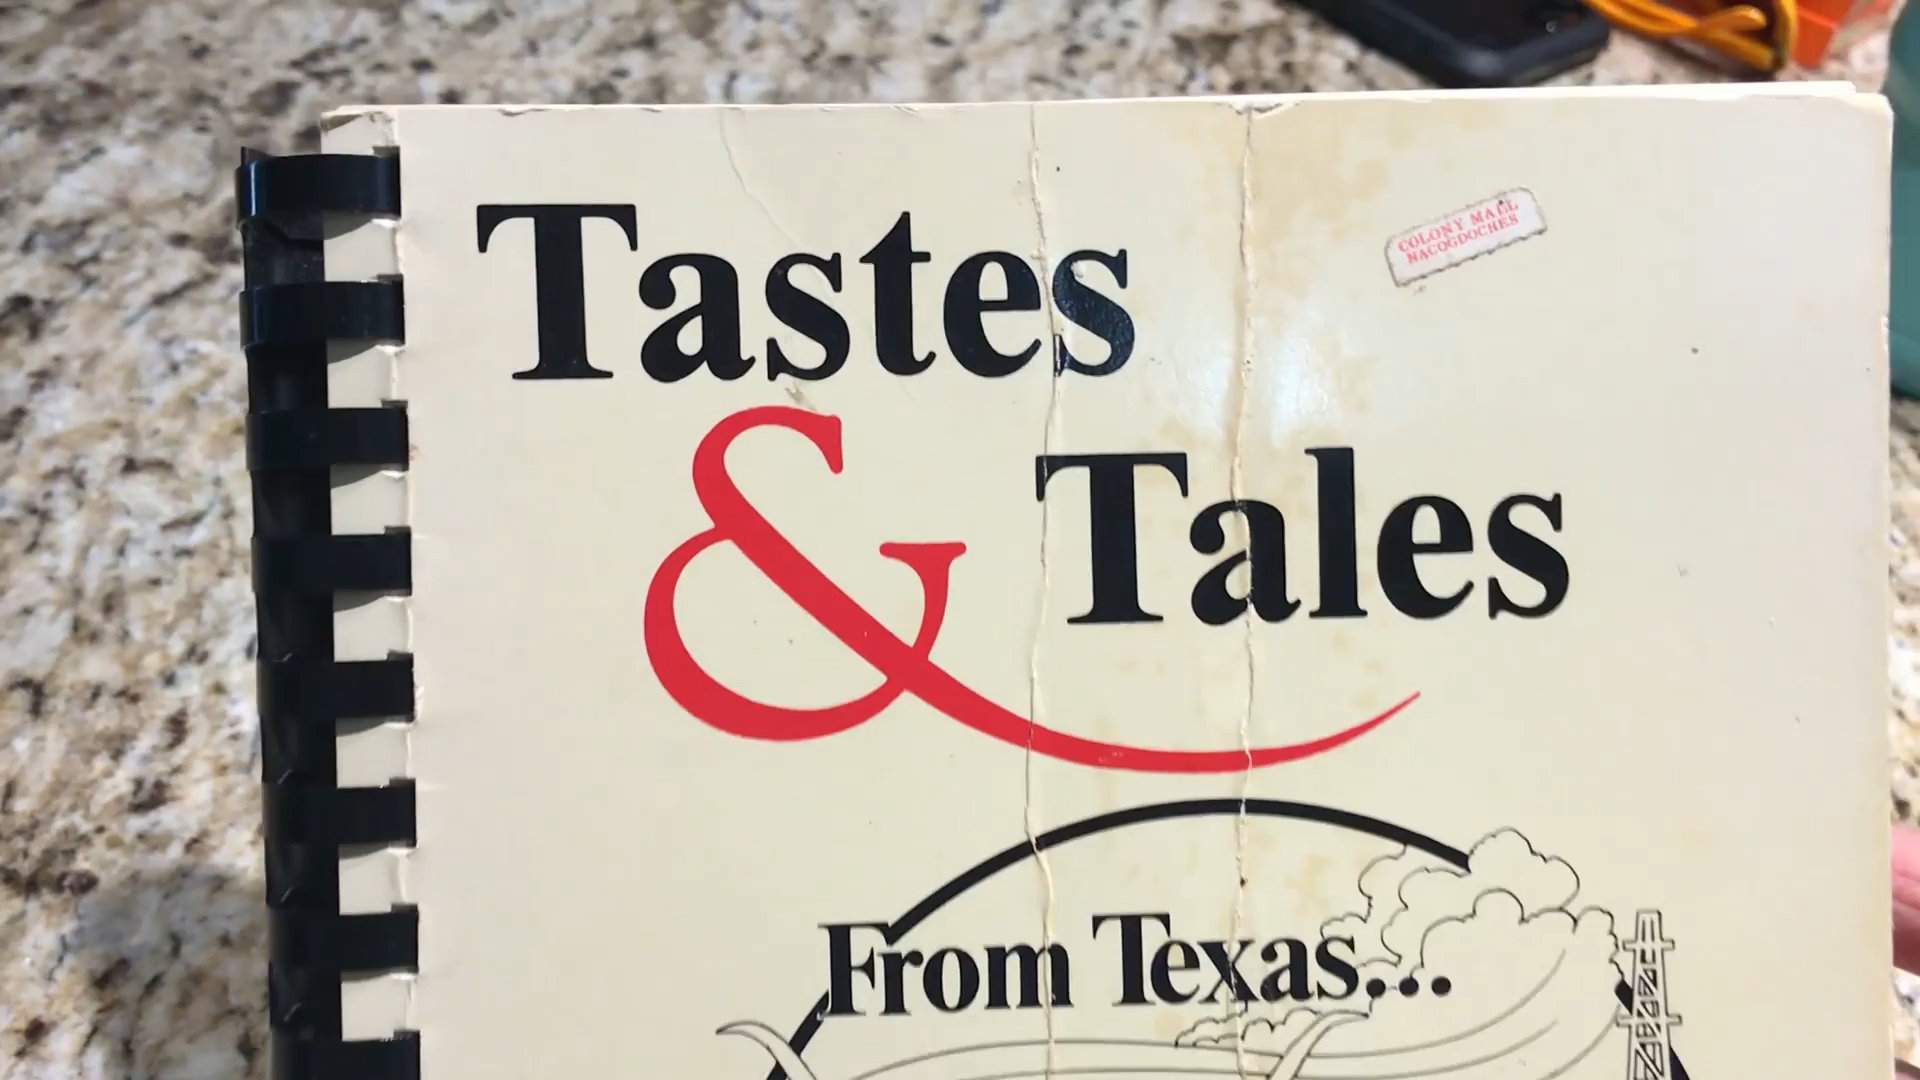 Tastes
COLONY MALL
NACOGDOCHES
&
Tales
From Texas...